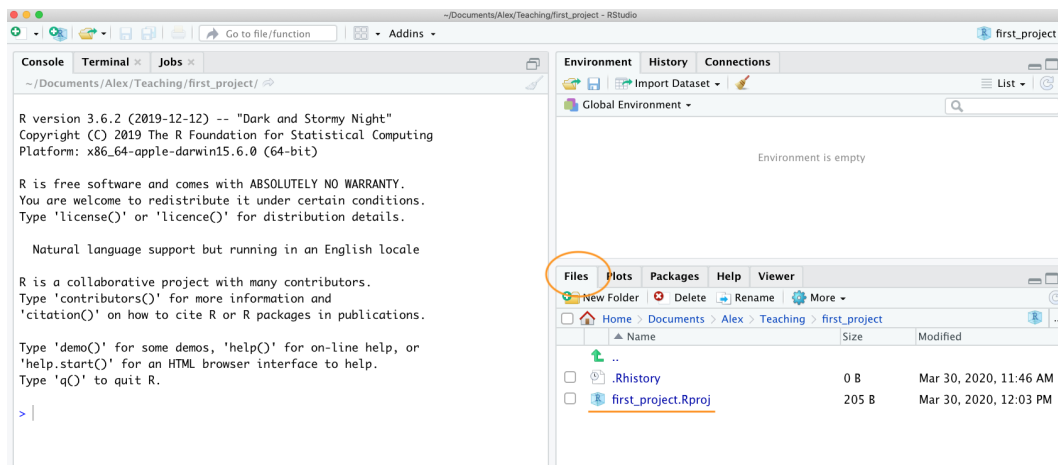 ~/Documents/Alex/Teaching/first_project - RStudio
Go to file/function
Addins
first_project
Console Terminal Jobs
~/Documents/Alex/Teaching/first_project/
R version 3.6.2 (2019-12-12) -- "Dark and Stormy Night"
Copyright (C) 2019 The R Foundation for Statistical Computing
Platform: x86_64-apple-darwin15.6.0 (64-bit)
R is free software and comes with ABSOLUTELY NO WARRANTY.
You are welcome to redistribute it under certain conditions.
Type 'license()' or 'licence()' for distribution details.
Natural language support but running in an English locale
R is a collaborative project with many contributors.
Type 'contributors()' for more information and
'citation()' on how to cite R or R packages in publications.
Type 'demo()' for some demos, 'help()' for on-line help, or
'help.start()' for an HTML browser interface to help.
Type 'q()' to quit R.
>
Environment History Connections
Import Dataset List
Global Environment
Environment is empty
Files Plots Packages Help Viewer
New Folder Delete Rename More
Home > Documents > Alex > Teaching > first_project ..
Name Size Modified
..
.Rhistory 0 B Mar 30, 2020, 11:46 AM
first_project.Rproj 205 B Mar 30, 2020, 12:03 PM